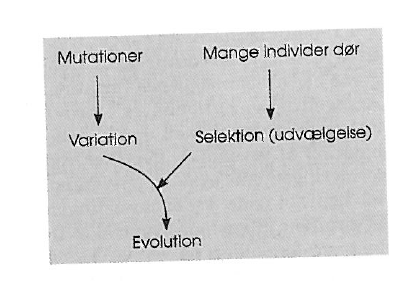 Mutationer
Mange individer dør
Variation
Selektion (udvælgelse)
Evolution